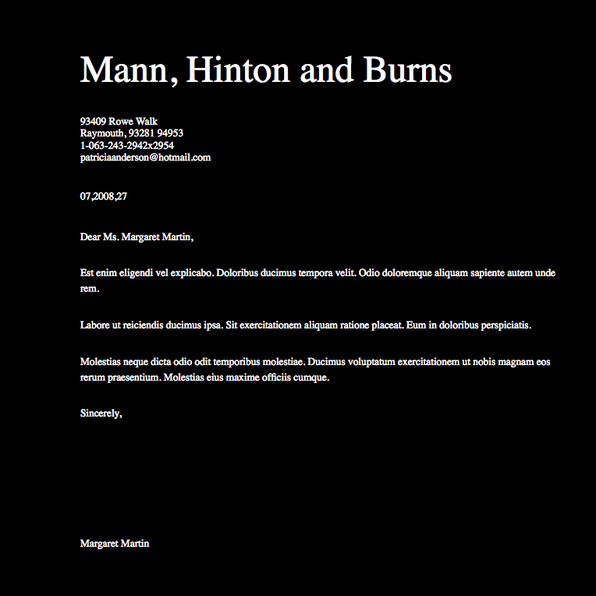 Mann, Hinton and Burns
93409 Rowe Walk
Raymouth, 93281 94953
1-063-243-2942x2954
patriciaanderson@hotmail.com
07,2008,27
Dear Ms. Margaret Martin,
Est enim eligendi vel explicabo. Doloribus ducimus tempora velit. Odio doloremque aliquam sapiente autem unde
rem.
Labore ut reiciendis ducimus ipsa. Sit exercitationem aliquam ratione placeat. Eum in doloribus perspiciatis.
Molestias neque dicta odio odit temporibus molestiae. Ducimus voluptatum exercitationem ut nobis magnam eos
rerum praesentium. Molestias eius maxime officiis cumque.
Sincerely,
Margaret Martin